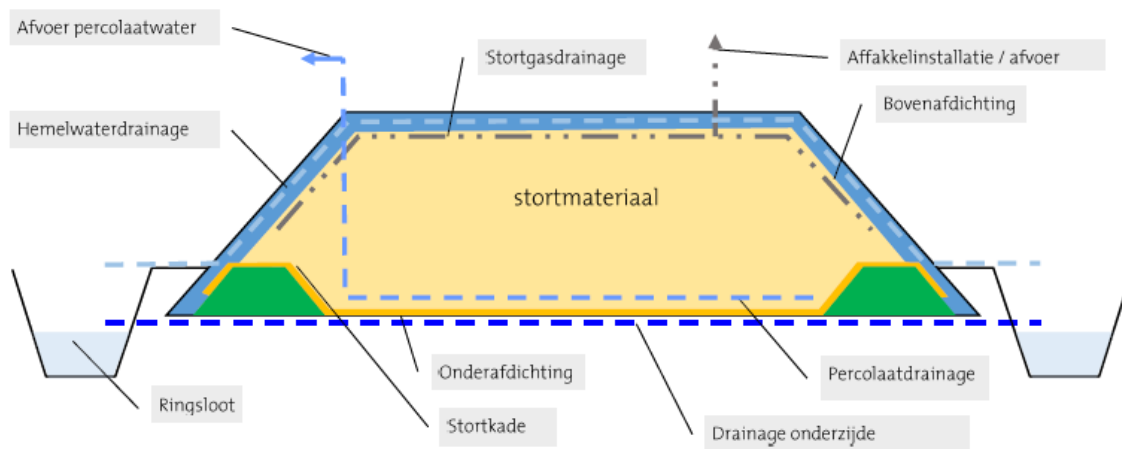 Afvoer percolaatwater
Stortgasdrainage
Affakkelinstallatie / afvoer
Bovenafdichting
Hemelwaterdrainage
stortmateriaal
Onderafdichting
Percolaatdrainage
Ringsloot
Stortkade
Drainage onderzijde